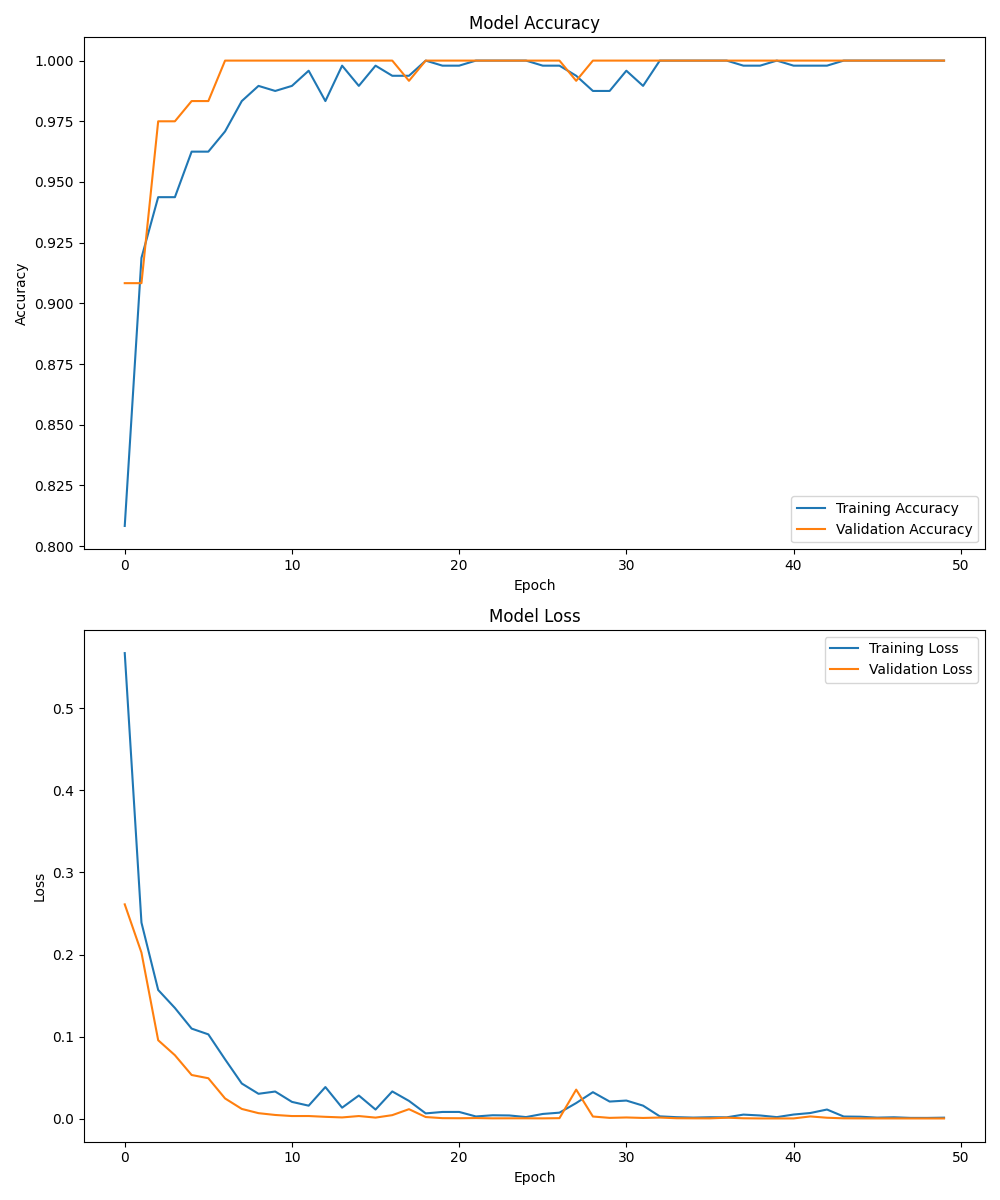 Model Accuracy
1.000
0.975
0.950
0.925
0.900
0.875
0.850
0.825
0.800
Accuracy
Training Accuracy
Validation Accuracy
0 10 20 30 40 50
Epoch
Model Loss
Training Loss
Validation Loss
0.5
0.4
0.3
0.2
0.1
0.0
Loss
0 10 20 30 40 50
Epoch